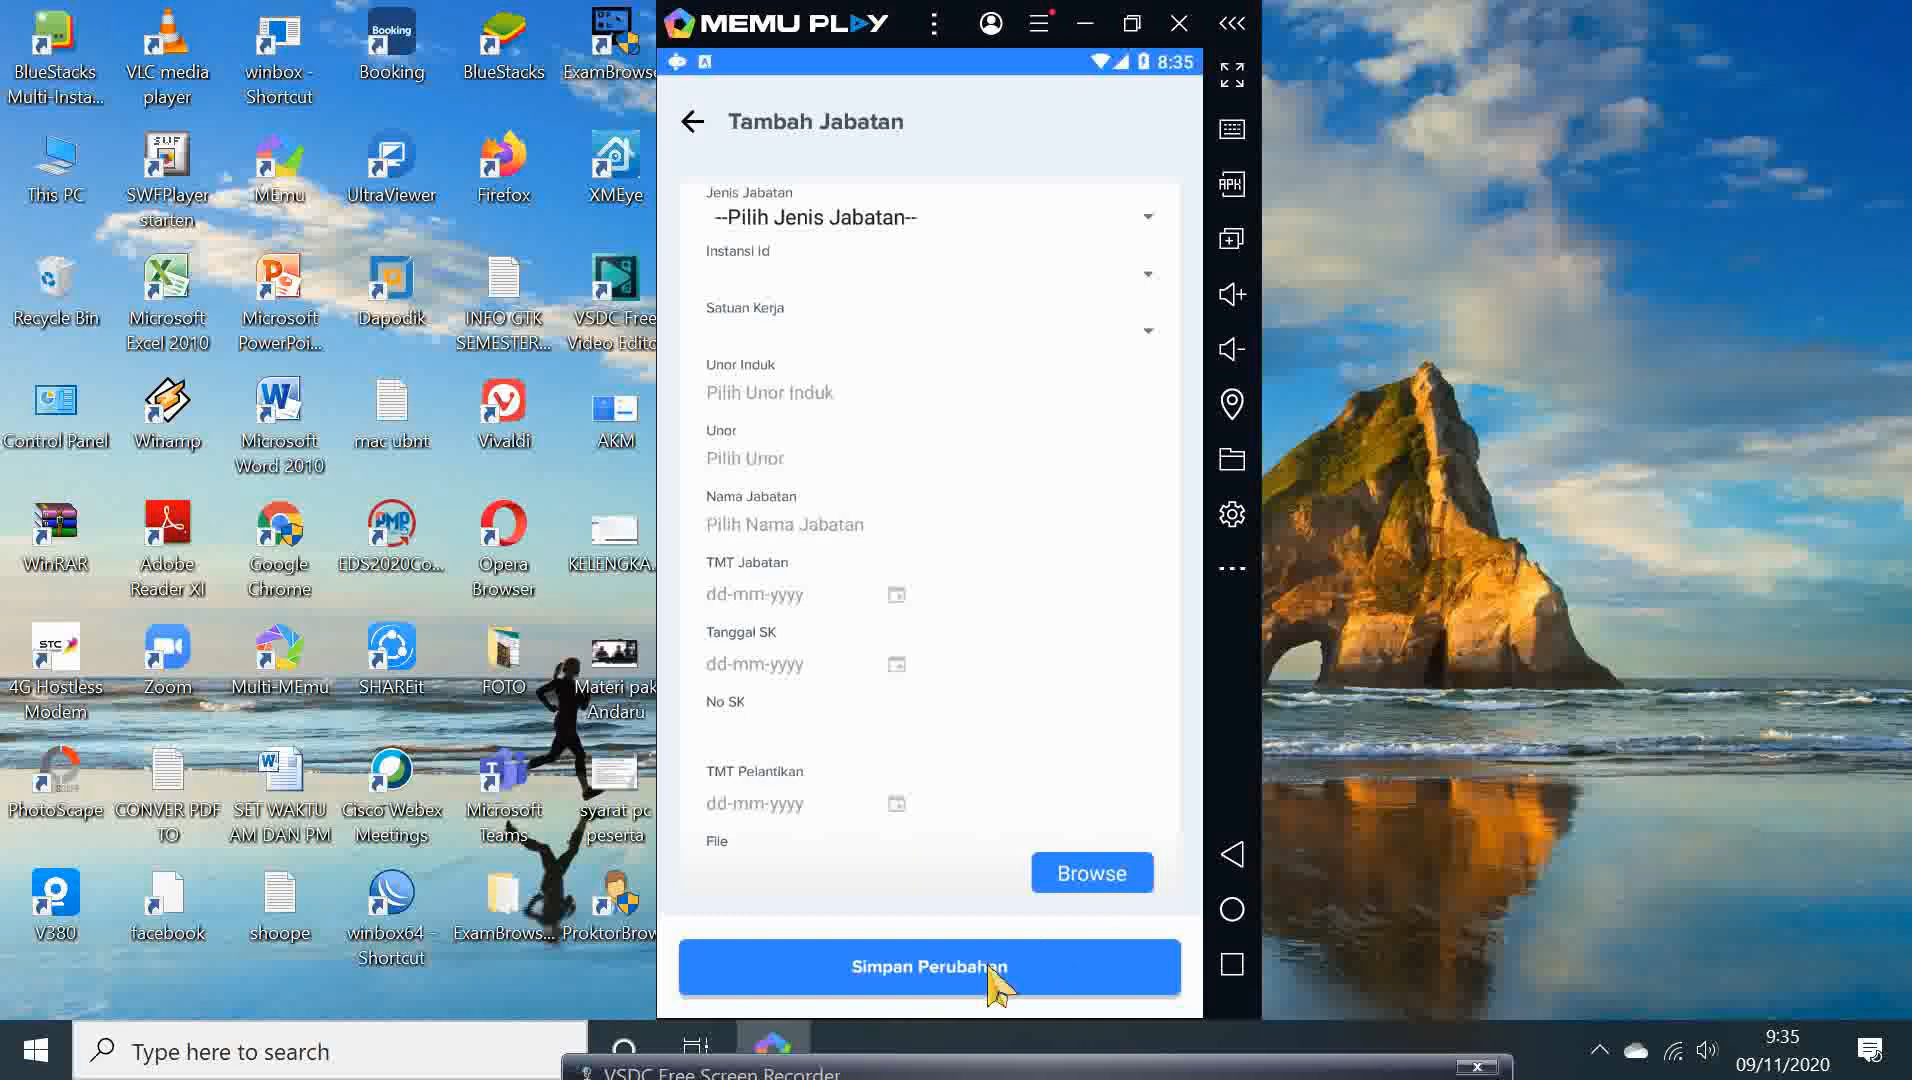 BlueStacks
Multi-Insta...
VLC media
player
winbox -
Shortcut
Booking
Booking
BlueStacks
ExamBrowse
This PC
SWFPlayer
starten
MEmu
UltraViewer
Firefox
XMEye
Recycle Bin
Microsoft
Excel 2010
Microsoft
PowerPoi...
Dapodik
INFO GTK
SEMESTER...
VSDC Free
Video Edito
Control Panel
Winamp
Microsoft
Word 2010
mac ubnt
Vivaldi
AKM
WinRAR
Adobe
Reader XI
Google
Chrome
EDS2020Co...
Opera
Browser
KELENGKA...
4G Hostless
Modem
Zoom
Multi-MEmu
SHAREit
FOTO
Materi pak
Andaru
PhotoScape
CONVER PDF
TO
SET WAKTU
AM DAN PM
Cisco Webex
Meetings
Microsoft
Teams
syarat pc
peserta
V380
facebook
shoope
winbox64 -
Shortcut
ExamBrows...
ProktorBrow
MEMU PLAY
8:35
Tambah Jabatan
Jenis Jabatan
--Pilih Jenis Jabatan--
Instansi Id
Satuan Kerja
Unor Induk
Pilih Unor Induk
Unor
Pilih Unor
Nama Jabatan
Pilih Nama Jabatan
TMT Jabatan
dd-mm-yyyy
Tanggal SK
dd-mm-yyyy
No SK
TMT Pelantikan
dd-mm-yyyy
File
Browse
Simpan Perubahan
APK
Type here to search
VSDC Free Screen Recorder
9:35
09/11/2020